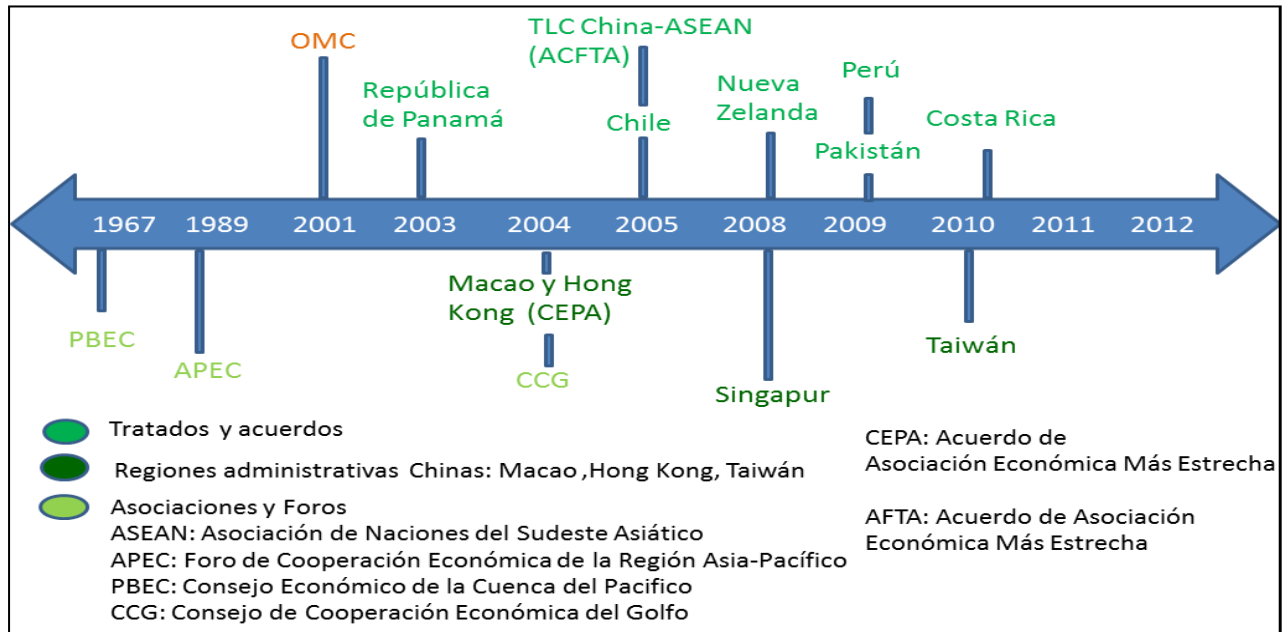 OMC
TLC China-ASEAN
(ACFTA)
República
de Panamá
Chile
Nueva
Zelanda
Perú
Pakistán
Costa Rica
1967 1989 2001 2003 2004 2005 2008 2009 2010 2011 2012
PBEC
APEC
Macao y Hong
Kong (CEPA)
CCG
Singapur
Taiwán
Tratados y acuerdos
Regiones administrativas Chinas: Macao ,Hong Kong, Taiwán
Asociaciones y Foros
ASEAN: Asociación de Naciones del Sudeste Asiático
APEC: Foro de Cooperación Económica de la Región Asia-Pacífico
PBEC: Consejo Económico de la Cuenca del Pacifico
CCG: Consejo de Cooperación Económica del Golfo
CEPA: Acuerdo de
Asociación Económica Más Estrecha
AFTA: Acuerdo de Asociación
Económica Más Estrecha